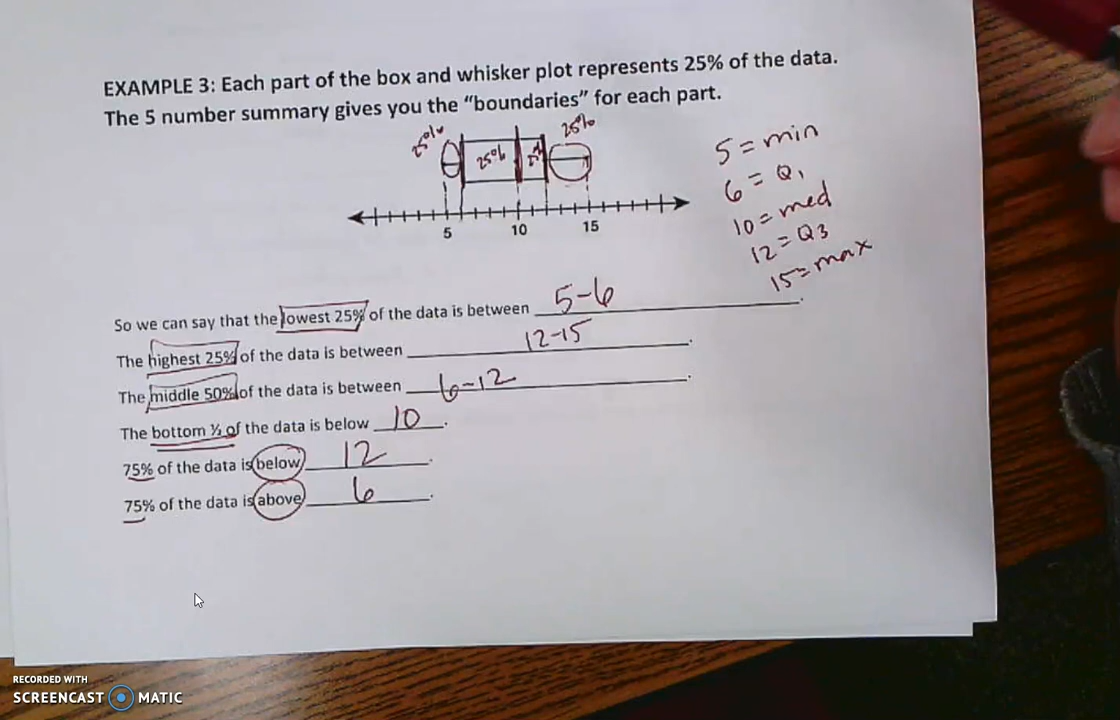 EXAMPLE 3: Each part of the box and whisker plot represents 25% of the data.
The 5 number summary gives you the “boundaries” for each part.
25% 25% 25% 25%
5 10 15
5 = min
6 = Q1
10 = med
12 = Q3
15 = max
So we can say that the lowest 25% of the data is between 5-6.
The highest 25% of the data is between 12-15.
The middle 50% of the data is between 6-12.
The bottom ½ of the data is below 10.
75% of the data is below 12.
75% of the data is above 6.
RECORDED WITH
SCREENCAST MATIC